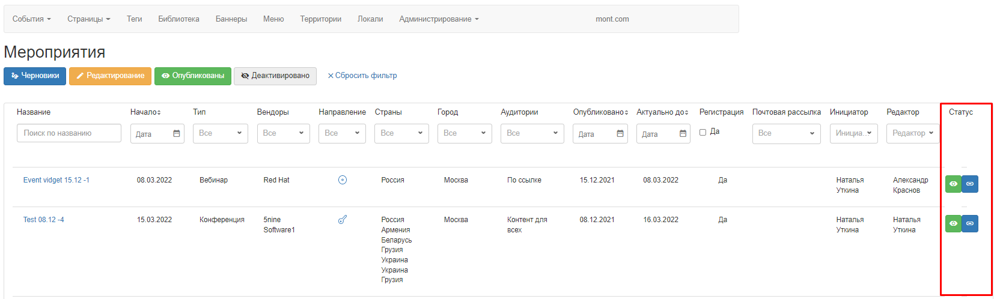 События Страницы Теги Библиотека Баннеры Меню Территории Локали Администрирование mont.com
Мероприятия
Черновики Редактирование Опубликованы Деактивировано Сбросить фильтр
Название Начало Тип Вендоры Направление Страны Город Аудитории Опубликовано Актуально до Регистрация Почтовая рассылка Инициатор Редактор Статус
Поиск по названию Дата Все Все Все Все Все Все Дата Дата Да Все Инициа... Редактор
Event vidget 15.12 -1 08.03.2022 Вебинар Red Hat Россия Москва По ссылке 15.12.2021 08.03.2022 Да Наталья Александр
Уткина Краснов
Test 08.12 -4 15.03.2022 Конференция 5nine Россия Москва Контент для 08.12.2021 16.03.2022 Да Наталья Наталья
Software1 Армения всех Уткина Уткина
Беларусь
Грузия
Украина
Украина
Грузия